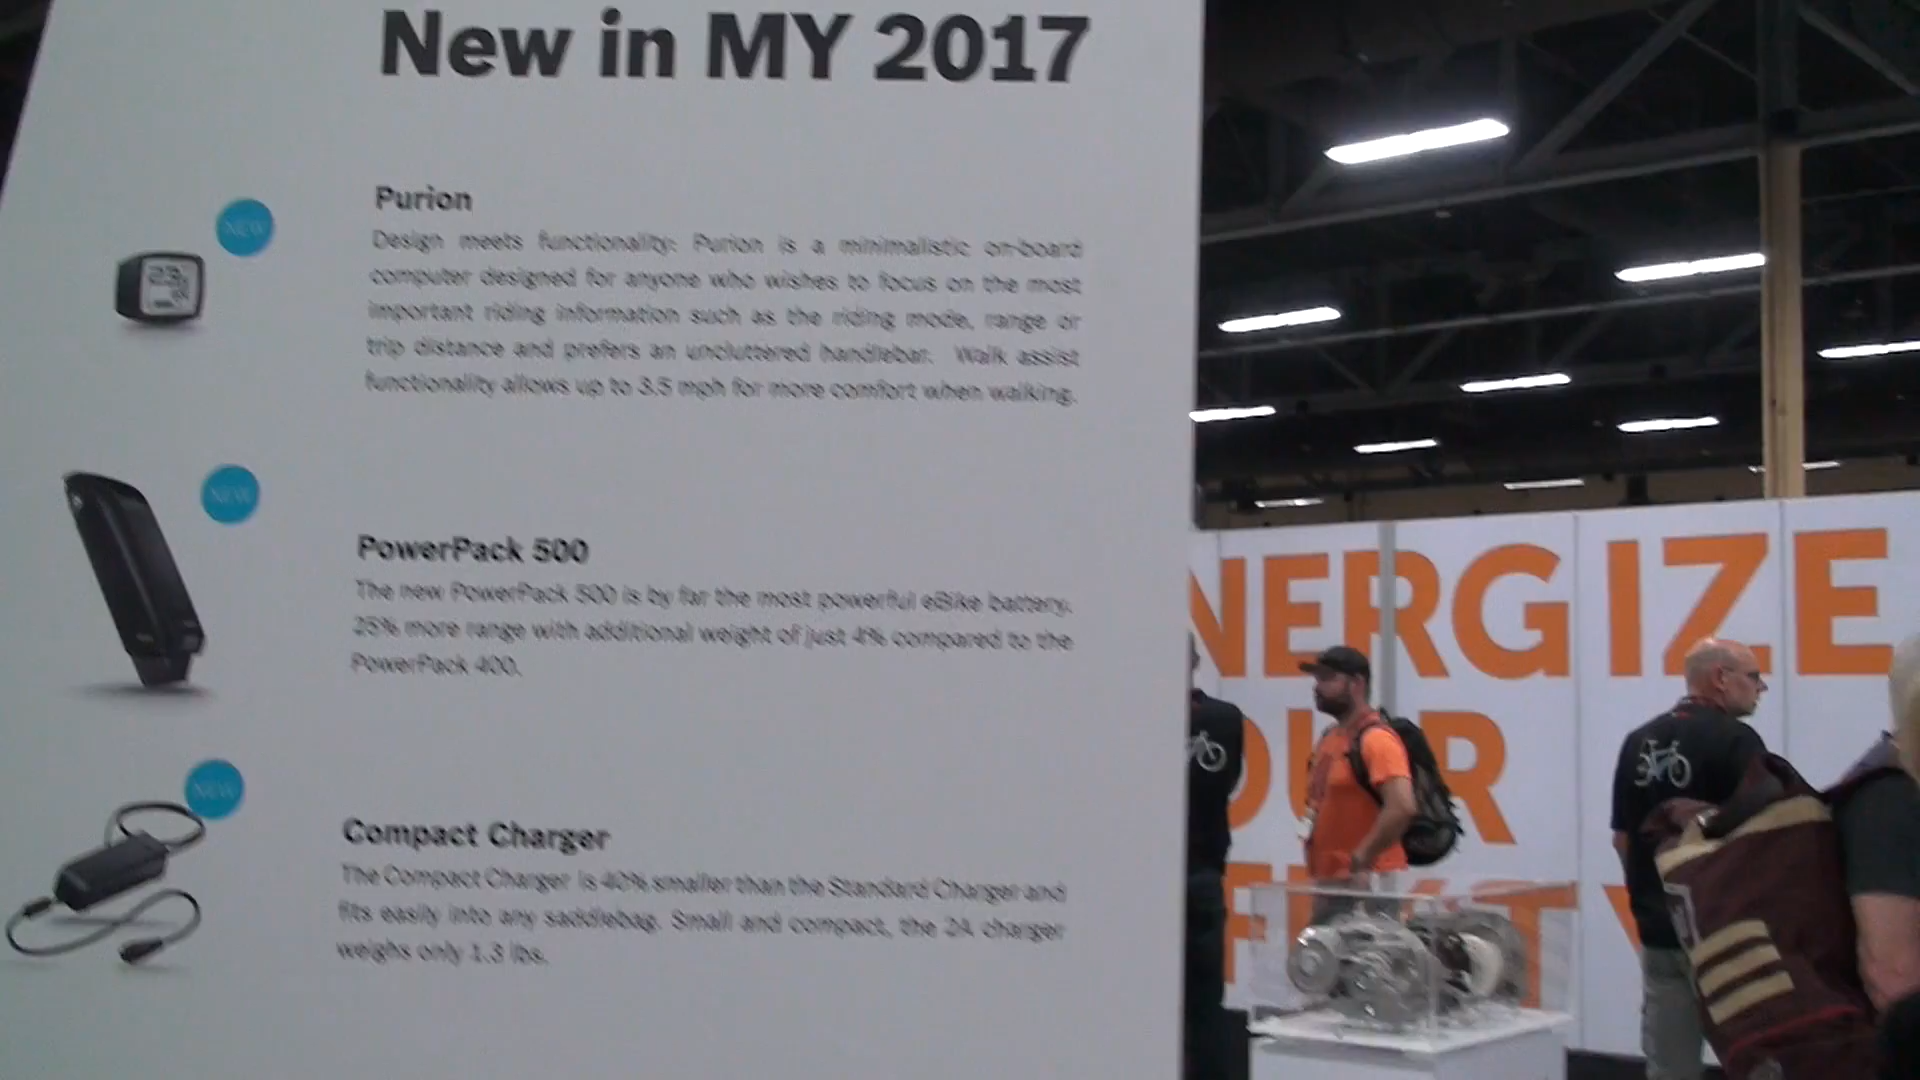 New in MY 2017
NEW
Purion
Design meets functionality: Purion is a minimalistic on-board
computer designed for anyone who wishes to focus on the most
important riding information such as the riding mode, range or
trip distance and prefers an uncluttered handlebar. Walk assist
functionality allows up to 3.5 mph for more comfort when walking.
NEW
PowerPack 500
The new PowerPack 500 is by far the most powerful eBike battery.
25% more range with additional weight of just 4% compared to the
PowerPack 400.
NEW
Compact Charger
The Compact Charger is 40% smaller than the Standard Charger and
fits easily into any saddlebag. Small and compact, the 2A charger
weighs only 1.3 lbs.
NERGIZE
OUR